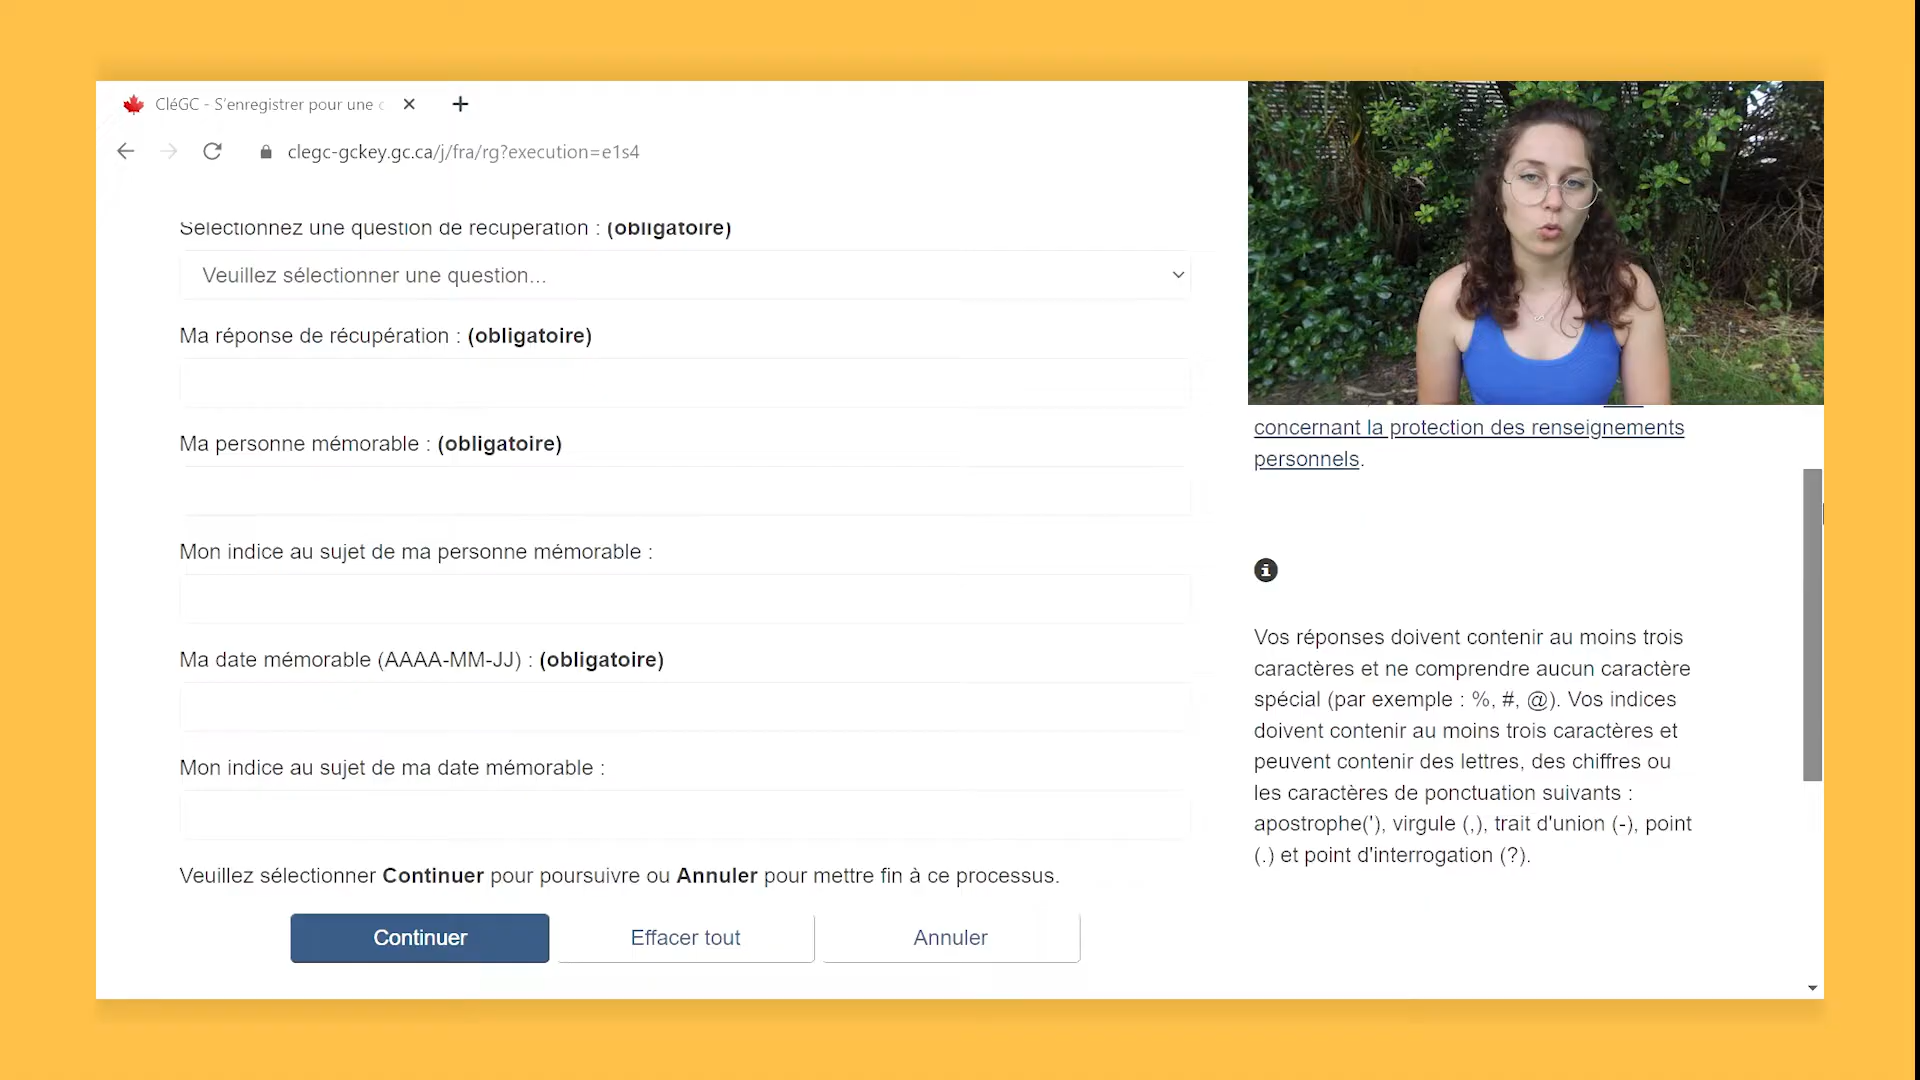 CléGC - S'enregistrer pour une
clegc-gckey.gc.ca/j/fra/rg?execution=e1s4
Sélectionnez une question de récupération : (obligatoire)
Veuillez sélectionner une question...
Ma réponse de récupération : (obligatoire)
Ma personne mémorable : (obligatoire)
Mon indice au sujet de ma personne mémorable :
Ma date mémorable (AAAA-MM-JJ) : (obligatoire)
Mon indice au sujet de ma date mémorable :
Veuillez sélectionner Continuer pour poursuivre ou Annuler pour mettre fin à ce processus.
Continuer
Effacer tout
Annuler
concernant la protection des renseignements
personnels.
Vos réponses doivent contenir au moins trois
caractères et ne comprendre aucun caractère
spécial (par exemple : %, #, @). Vos indices
doivent contenir au moins trois caractères et
peuvent contenir des lettres, des chiffres ou
les caractères de ponctuation suivants :
apostrophe('), virgule (,), trait d'union (-), point
(.) et point d'interrogation (?).